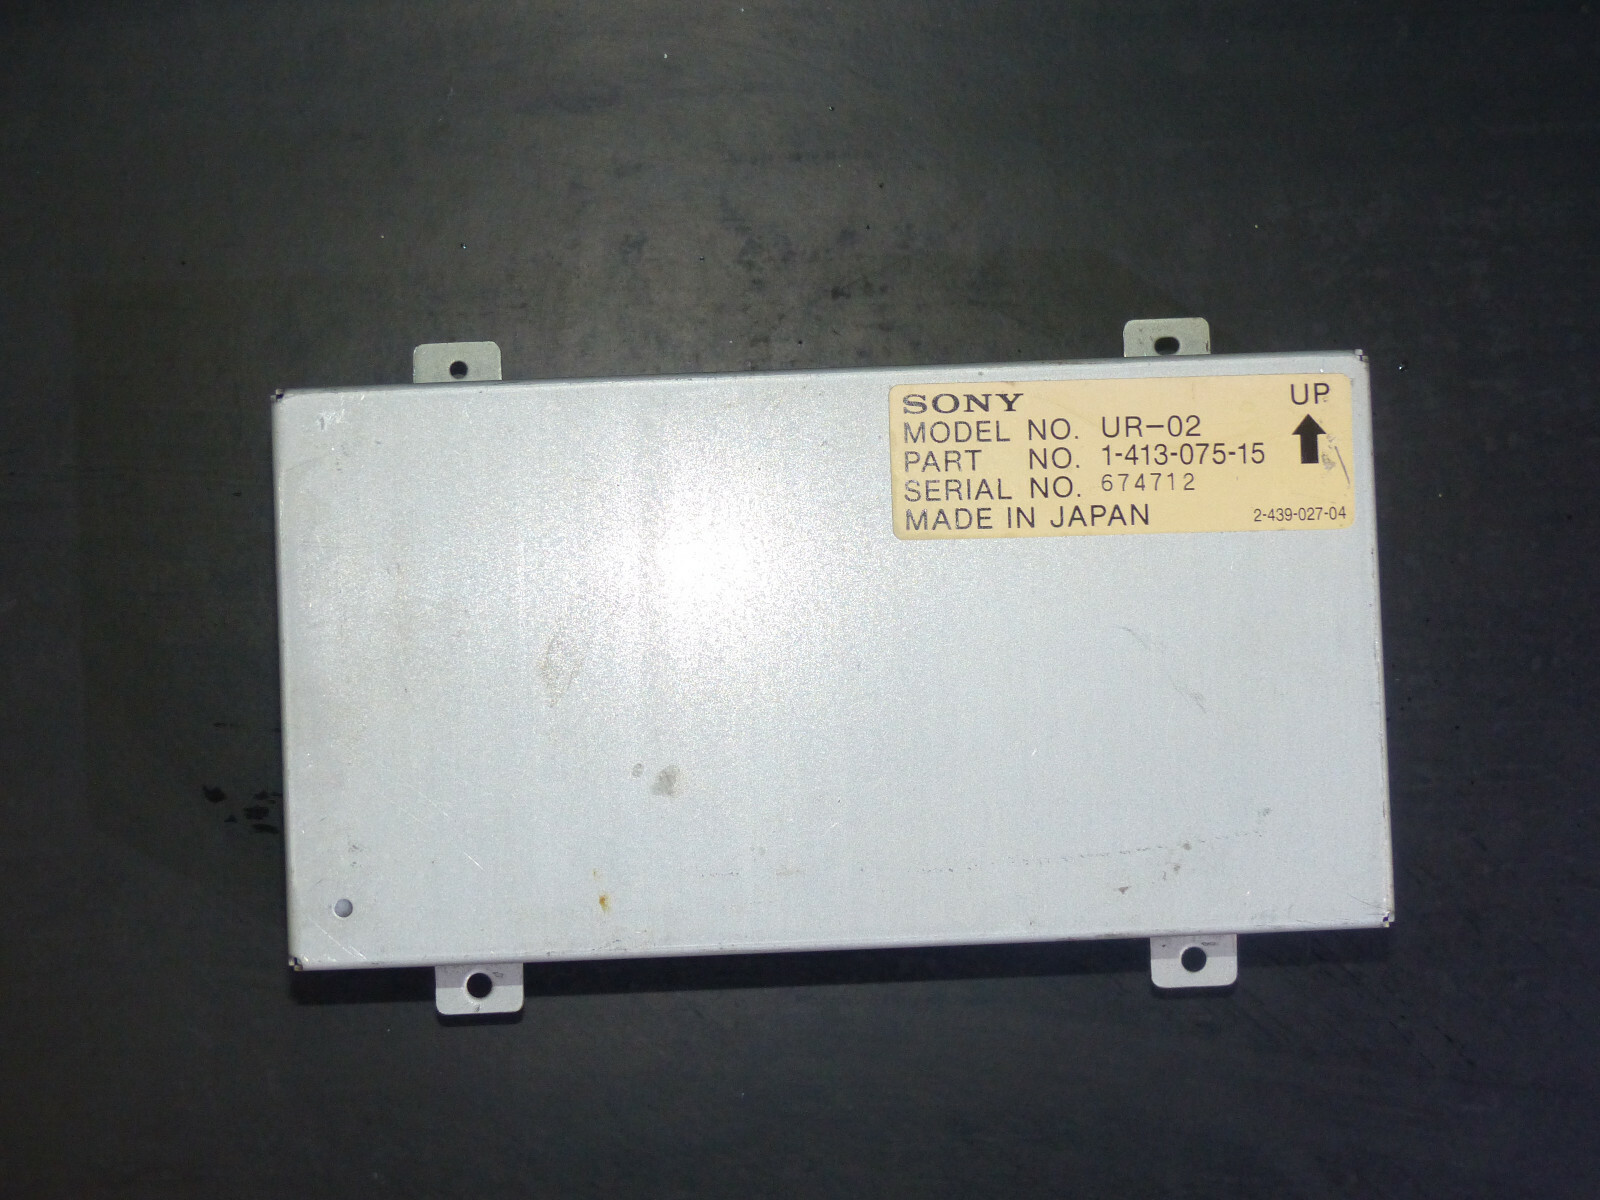 SONY UP
MODEL NO. UR-02
PART NO. 1-413-075-15
SERIAL NO. 674712
MADE IN JAPAN 2-439-027-04